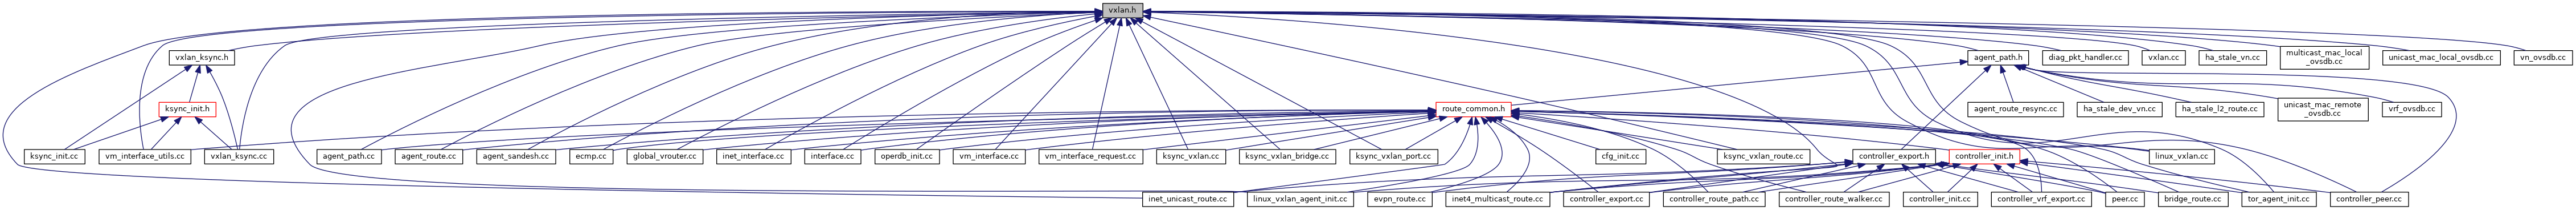 vxlan.h
vxlan_ksync.h
agent_path.h
diag_pkt_handler.cc
vxlan.cc
ha_stale_vn.cc
multicast_mac_local
_ovsdb.cc
unicast_mac_local_ovsdb.cc
vn_ovsdb.cc
ksync_init.h
route_common.h
agent_route_resync.cc
ha_stale_dev_vn.cc
ha_stale_l2_route.cc
unicast_mac_remote
_ovsdb.cc
vrf_ovsdb.cc
ksync_init.cc
vm_interface_utils.cc
vxlan_ksync.cc
agent_path.cc
agent_route.cc
agent_sandesh.cc
ecmp.cc
global_vrouter.cc
inet_interface.cc
interface.cc
operdb_init.cc
vm_interface.cc
vm_interface_request.cc
ksync_vxlan.cc
ksync_vxlan_bridge.cc
ksync_vxlan_port.cc
cfg_init.cc
ksync_vxlan_route.cc
controller_export.h
controller_init.h
linux_vxlan.cc
inet_unicast_route.cc
linux_vxlan_agent_init.cc
evpn_route.cc
inet4_multicast_route.cc
controller_export.cc
controller_route_path.cc
controller_route_walker.cc
controller_init.cc
controller_vrf_export.cc
peer.cc
bridge_route.cc
tor_agent_init.cc
controller_peer.cc